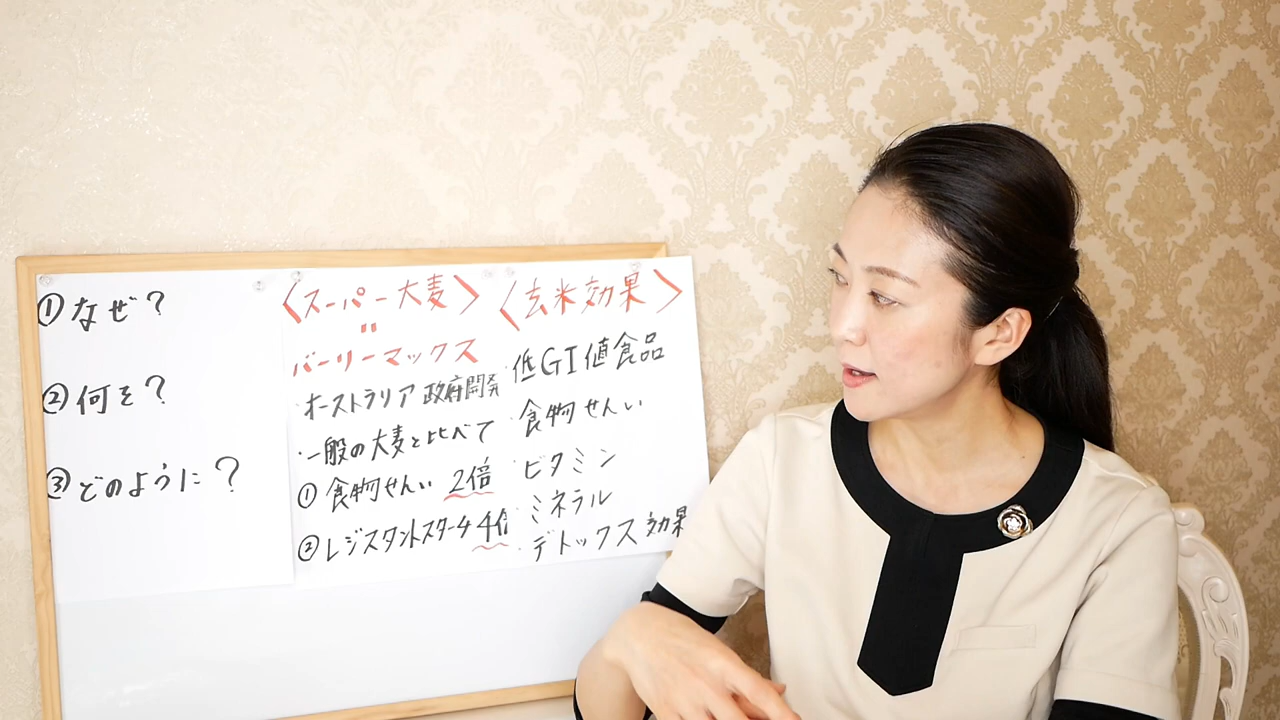 ①なぜ？
②何を？
③どのように？
〈スーパー大麦〉
＝
バーリーマックス
・オーストラリア政府開発
・一般の大麦と比べて
①食物せんい 2倍
②レジスタントスターチ 4倍
〈玄米効果〉
・低GI値食品
・食物せんい
・ビタミン
・ミネラル
・デトックス効果